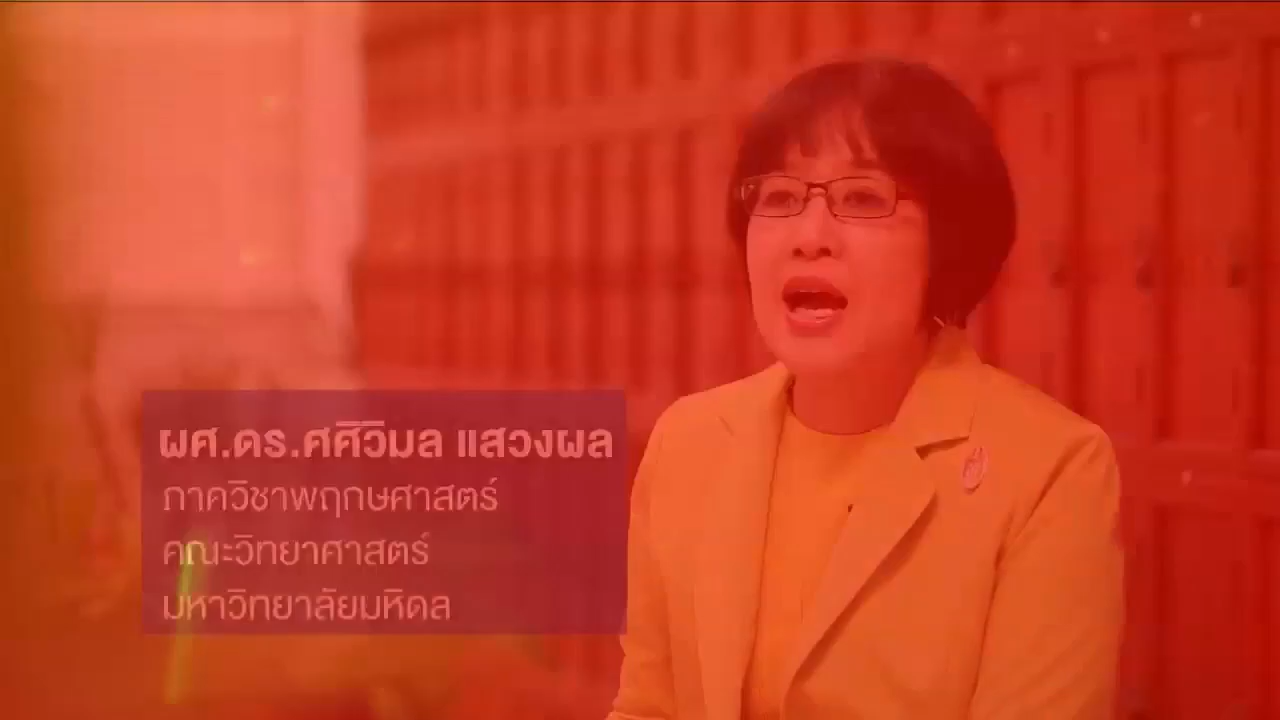 ผศ.ดร.ศศิวิมล แสวงผล
ภาควิชาพฤกษศาสตร์
คณะวิทยาศาสตร์
มหาวิทยาลัยมหิดล